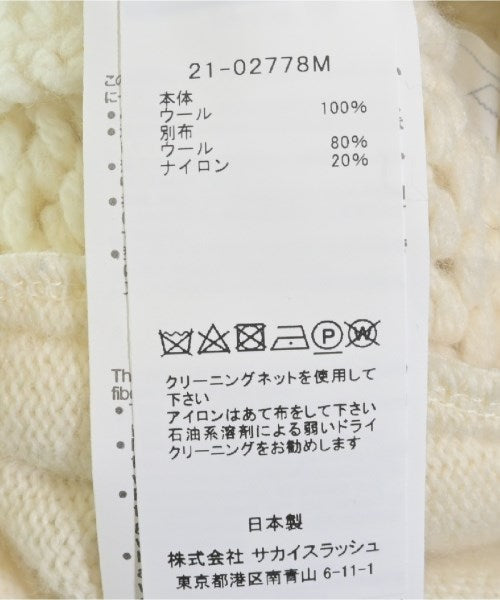 21-02778M
本体
ウール 100%
別布
ウール 80%
ナイロン 20%
P W
クリーニングネットを使用して
下さい
アイロンはあて布をして下さい
石油系溶剤による弱いドライ
クリーニングをお勧めします
日本製
株式会社 サカイスラッシュ
東京都港区南青山 6-11-1
この
に
Th
fibe